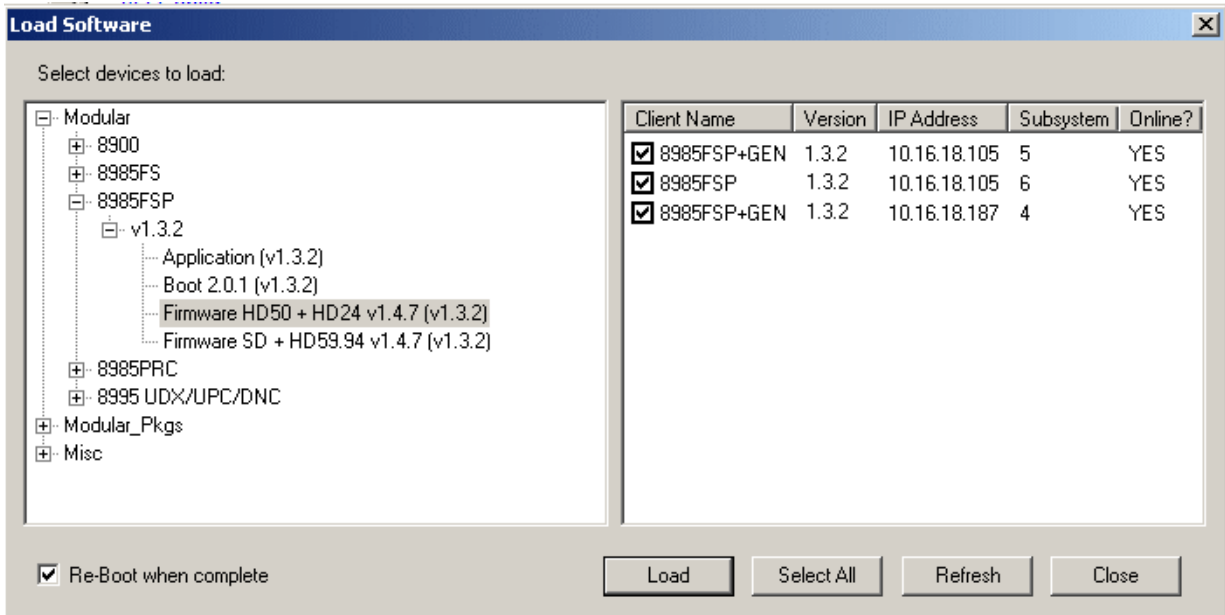 Load Software
Select devices to load:
Modular
8900
8985FS
8985FSP
v1.3.2
Application (v1.3.2)
Boot 2.0.1 (v1.3.2)
Firmware HD50 + HD24 v1.4.7 (v1.3.2)
Firmware SD + HD59.94 v1.4.7 (v1.3.2)
8985PRC
8995 UDX/UPC/DNC
Modular_Pkgs
Misc
Client Name Version IP Address Subsystem Online?
8985FSP+GEN 1.3.2 10.16.18.105 5 YES
8985FSP 1.3.2 10.16.18.105 6 YES
8985FSP+GEN 1.3.2 10.16.18.187 4 YES
Re-Boot when complete
Load Select All Refresh Close